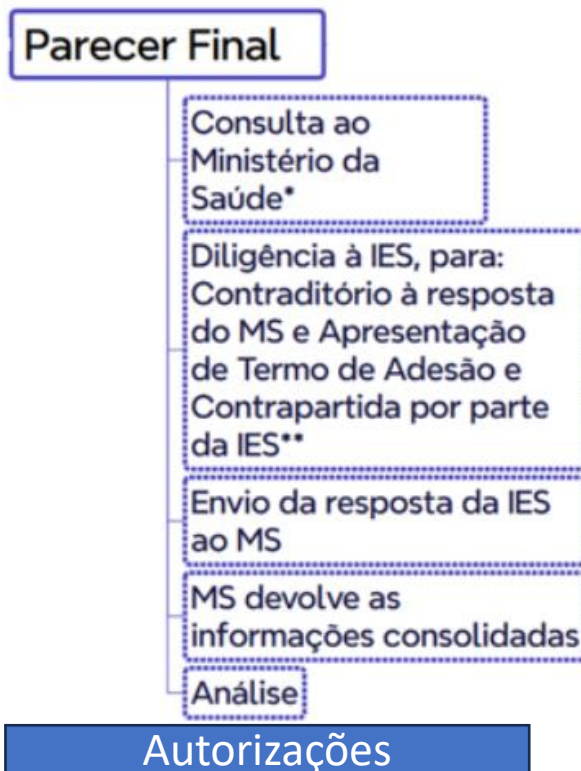 Parecer Final
Consulta ao
Ministério da
Saúde*
Diligência à IES, para:
Contraditório à resposta
do MS e Apresentação
de Termo de Adesão e
Contrapartida por parte
da IES**
Envio da resposta da IES
ao MS
MS devolve as
informações consolidadas
Análise
Autorizações